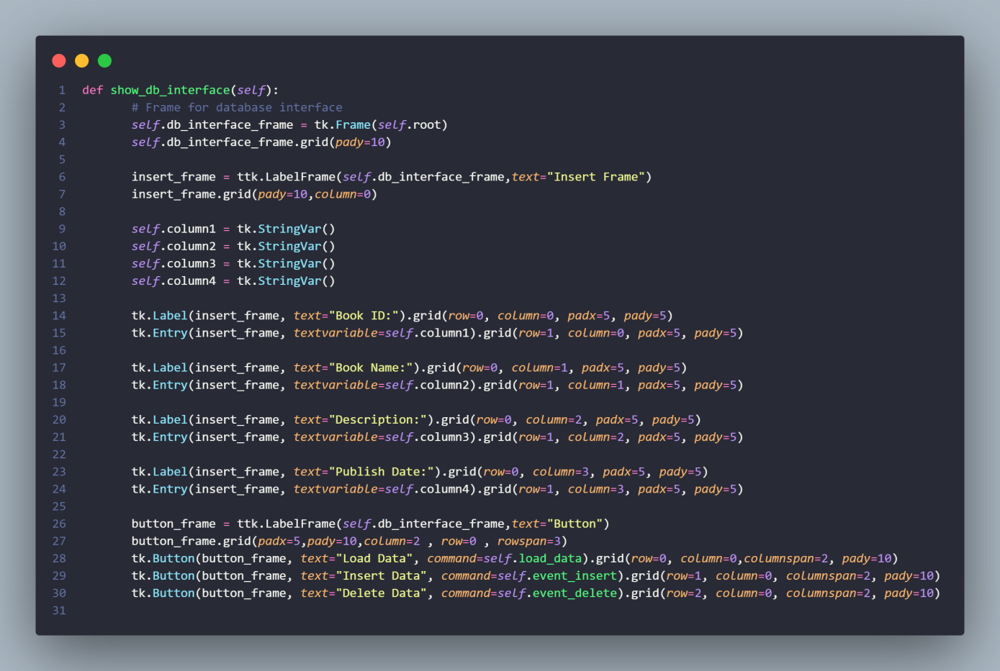 1 def show_db_interface(self):
2 # Frame for database interface
3 self.db_interface_frame = tk.Frame(self.root)
4 self.db_interface_frame.grid(pady=10)
5
6 insert_frame = ttk.LabelFrame(self.db_interface_frame,text="Insert Frame")
7 insert_frame.grid(pady=10,column=0)
8
9 self.column1 = tk.StringVar()
10 self.column2 = tk.StringVar()
11 self.column3 = tk.StringVar()
12 self.column4 = tk.StringVar()
13
14 tk.Label(insert_frame, text="Book ID:").grid(row=0, column=0, padx=5, pady=5)
15 tk.Entry(insert_frame, textvariable=self.column1).grid(row=1, column=0, padx=5, pady=5)
16
17 tk.Label(insert_frame, text="Book Name:").grid(row=0, column=1, padx=5, pady=5)
18 tk.Entry(insert_frame, textvariable=self.column2).grid(row=1, column=1, padx=5, pady=5)
19
20 tk.Label(insert_frame, text="Description:").grid(row=0, column=2, padx=5, pady=5)
21 tk.Entry(insert_frame, textvariable=self.column3).grid(row=1, column=2, padx=5, pady=5)
22
23 tk.Label(insert_frame, text="Publish Date:").grid(row=0, column=3, padx=5, pady=5)
24 tk.Entry(insert_frame, textvariable=self.column4).grid(row=1, column=3, padx=5, pady=5)
25
26 button_frame = ttk.LabelFrame(self.db_interface_frame,text="Button")
27 button_frame.grid(padx=5,pady=10,column=2 , row=0 , rowspan=3)
28 tk.Button(button_frame, text="Load Data", command=self.load_data).grid(row=0, column=0,columnspan=2, pady=10)
29 tk.Button(button_frame, text="Insert Data", command=self.event_insert).grid(row=1, column=0, columnspan=2, pady=10)
30 tk.Button(button_frame, text="Delete Data", command=self.event_delete).grid(row=2, column=0, columnspan=2, pady=10)
31